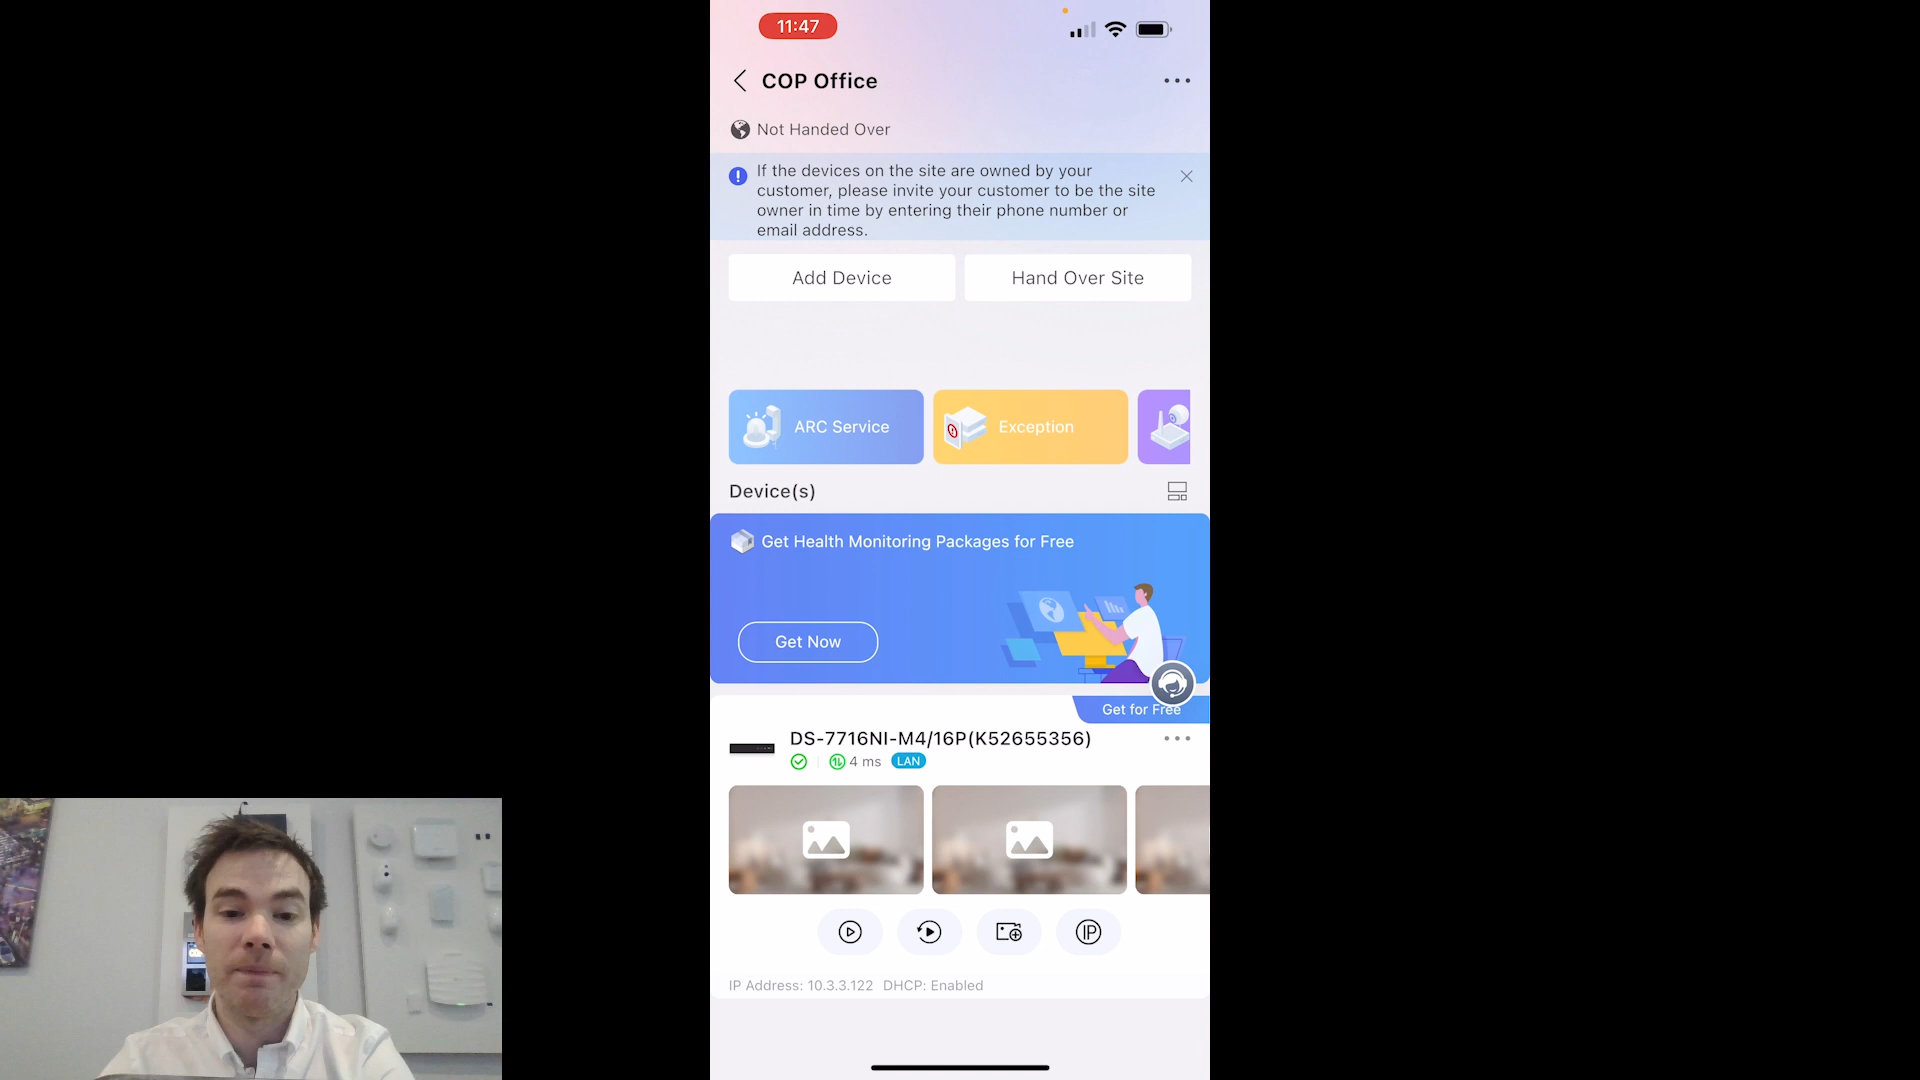 11:47
COP Office
Not Handed Over
If the devices on the site are owned by your
customer, please invite your customer to be the site
owner in time by entering their phone number or
email address.
Add Device
Hand Over Site
ARC Service
Exception
Device(s)
Get Health Monitoring Packages for Free
Get Now
Get for Free
DS-7716NI-M4/16P(K52655356)
4 ms
LAN
IP
IP Address: 10.3.3.122 DHCP: Enabled